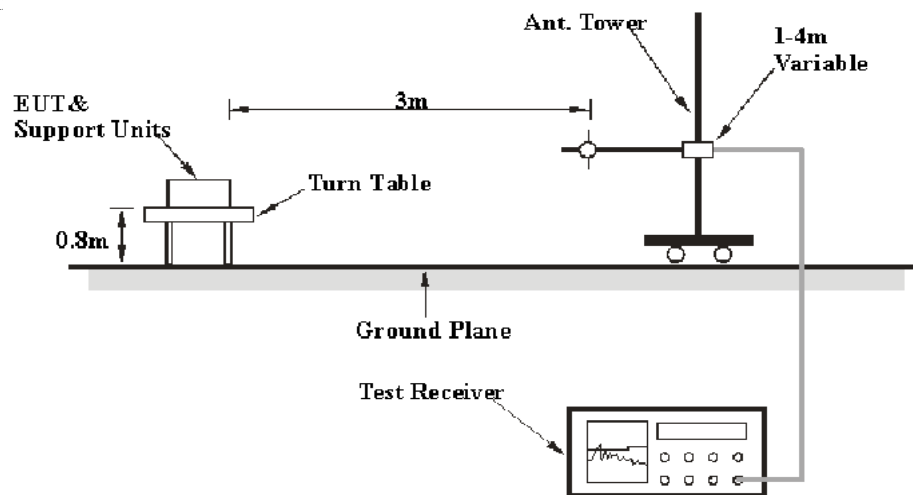 Ant. Tower
1-4m
Variable
EUT &
Support Units
3m
Turn Table
0.8m
Ground Plane
Test Receiver